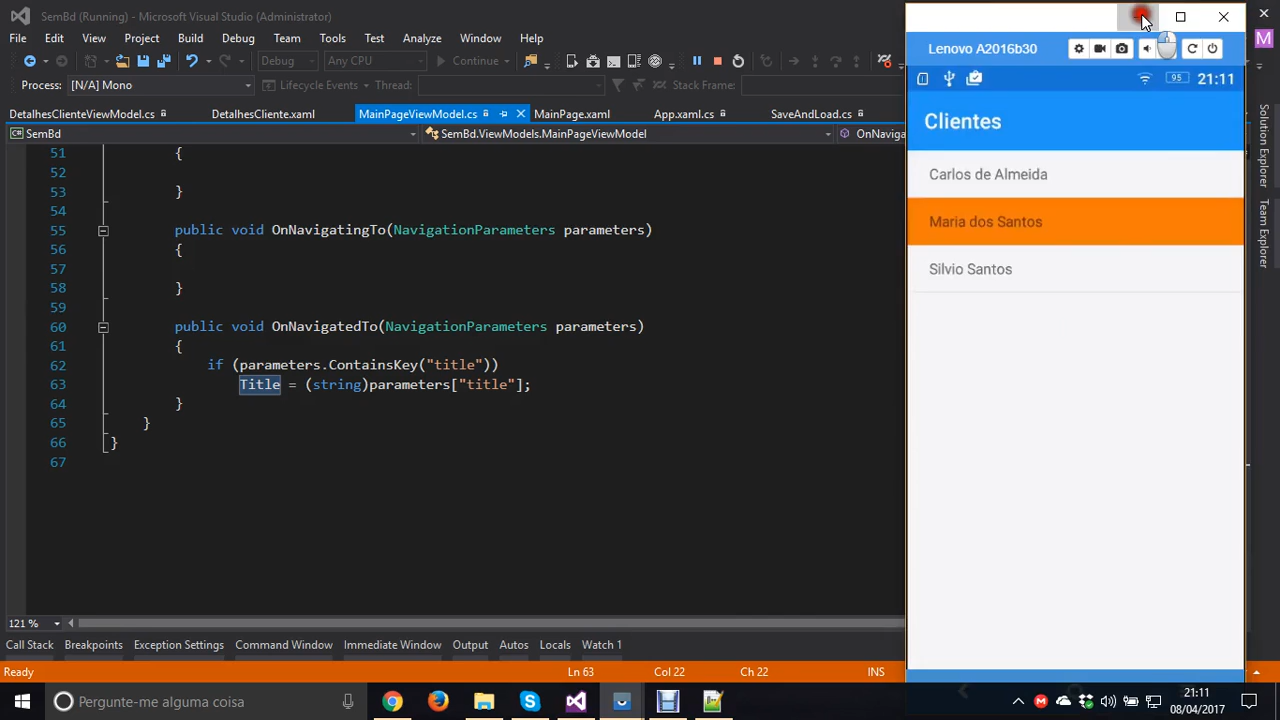 SemBd (Running) - Microsoft Visual Studio (Administrator)
File Edit View Project Build Debug Team Tools Test Analyze Window Help
Debug Any CPU Continue
Process: [N/A] Mono Lifecycle Events Thread: Stack Frame:
DetalhesClienteViewModel.cs DetalhesCliente.xaml MainPageViewModel.cs MainPage.xaml App.xaml.cs SaveAndLoad.cs
SemBd SemBd.ViewModels.MainPageViewModel OnNaviga
51 {
52
53 }
54
55 public void OnNavigatingTo(NavigationParameters parameters)
56 {
57
58 }
59
60 public void OnNavigatedTo(NavigationParameters parameters)
61 {
62 if (parameters.ContainsKey("title"))
63 Title = (string)parameters["title"];
64 }
65 }
66 }
67
121 %
Call Stack Breakpoints Exception Settings Command Window Immediate Window Output Autos Locals Watch 1
Ready Ln 63 Col 22 Ch 22 INS
Lenovo A2016b30
95 21:11
Clientes
Carlos de Almeida
Maria dos Santos
Silvio Santos
M
Solution Explorer
Team Explorer
Pergunte-me alguma coisa
21:11
08/04/2017